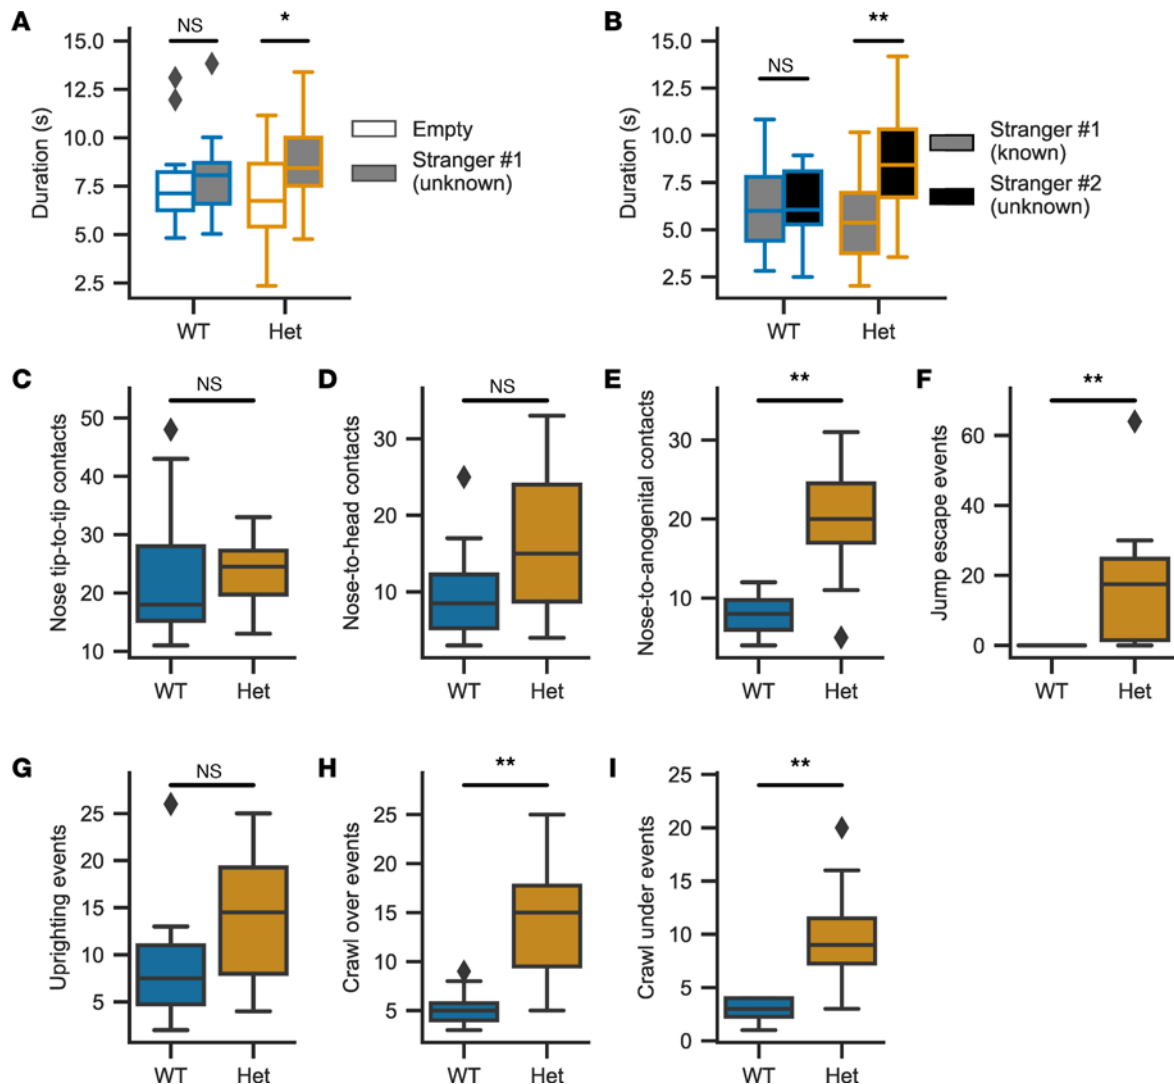 A
NS
*
15.0
12.5
10.0
7.5
5.0
2.5
Duration (s)
WT
Het
Empty
Stranger #1
(unknown)
B
NS
**
15.0
12.5
10.0
7.5
5.0
2.5
Duration (s)
WT
Het
Stranger #1
(known)
Stranger #2
(unknown)
C
NS
50
40
30
20
10
Nose tip-to-tip contacts
WT
Het
D
NS
30
20
10
Nose-to-head contacts
WT
Het
E
**
30
20
10
Nose-to-anogenital contacts
WT
Het
F
**
60
40
20
0
Jump escape events
WT
Het
G
NS
25
20
15
10
5
Uprighting events
WT
Het
H
**
25
20
15
10
5
Crawl over events
WT
Het
I
**
25
20
15
10
5
0
Crawl under events
WT
Het